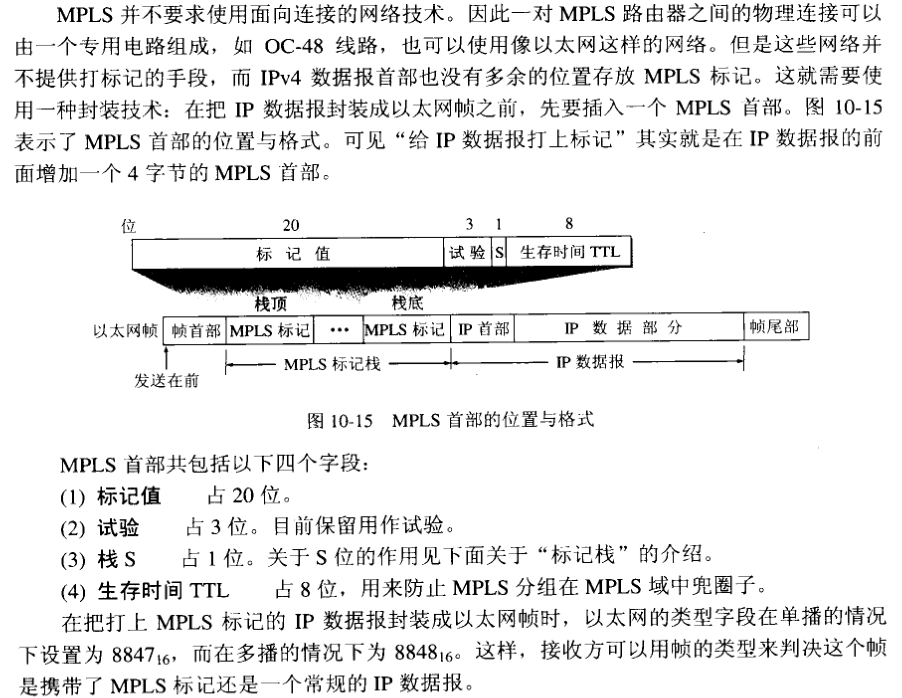 MPLS 并不要求使用面向连接的网络技术。因此一对 MPLS 路由器之间的物理连接可以
由一个专用电路组成，如 OC-48 线路，也可以使用像以太网这样的网络。但是这些网络并
不提供打标记的手段，而 IPv4 数据报首部也没有多余的位置存放 MPLS 标记。这就需要使
用一种封装技术：在把 IP 数据报封装成以太网帧之前，先要插入一个 MPLS 首部。图 10-15
表示了 MPLS 首部的位置与格式。可见“给 IP 数据报打上标记”其实就是在 IP 数据报的前
面增加一个 4 字节的 MPLS 首部。
位 20 3 1 8
标 记 值 试 验 S 生存时间 TTL
栈顶 栈底
以太网帧 帧首部 MPLS 标记 ··· MPLS 标记 IP 首部 IP 数 据 部 分 帧尾部
MPLS 标记栈 IP 数据报
发送在前
图 10-15 MPLS 首部的位置与格式
MPLS 首部共包括以下四个字段：
(1) 标记值 占 20 位。
(2) 试验 占 3 位。目前保留用作试验。
(3) 栈 S 占 1 位。关于 S 位的作用见下面关于“标记栈”的介绍。
(4) 生存时间 TTL 占 8 位，用来防止 MPLS 分组在 MPLS 域中兜圈子。
在把打上 MPLS 标记的 IP 数据报封装成以太网帧时，以太网的类型字段在单播的情况
下设置为 8847₁₆，而在多播的情况下为 8848₁₆。这样，接收方可以用帧的类型来判决这个帧
是携带了 MPLS 标记还是一个常规的 IP 数据报。